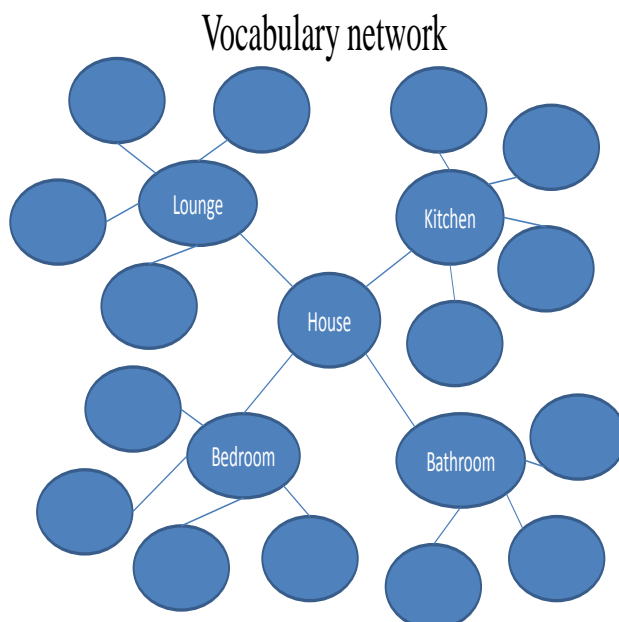 Vocabulary network
Lounge
Kitchen
House
Bedroom
Bathroom